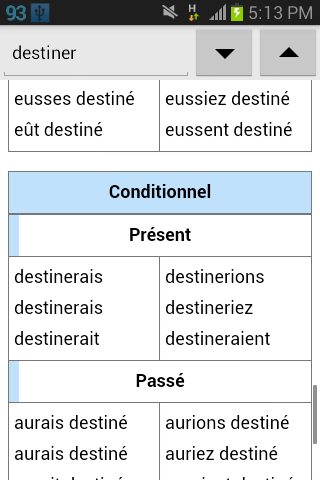 93 H 5:13 PM
destiner
eusses destiné eussiez destiné
eût destiné eussent destiné
Conditionnel
Présent
destinerais destinerions
destinerais destineriez
destinerait destineraient
Passé
aurais destiné aurions destiné
aurais destiné auriez destiné